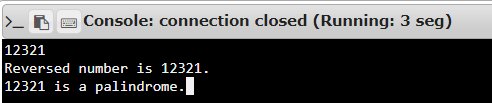 Console: connection closed (Running: 3 seg)
12321
Reversed number is 12321.
12321 is a palindrome.